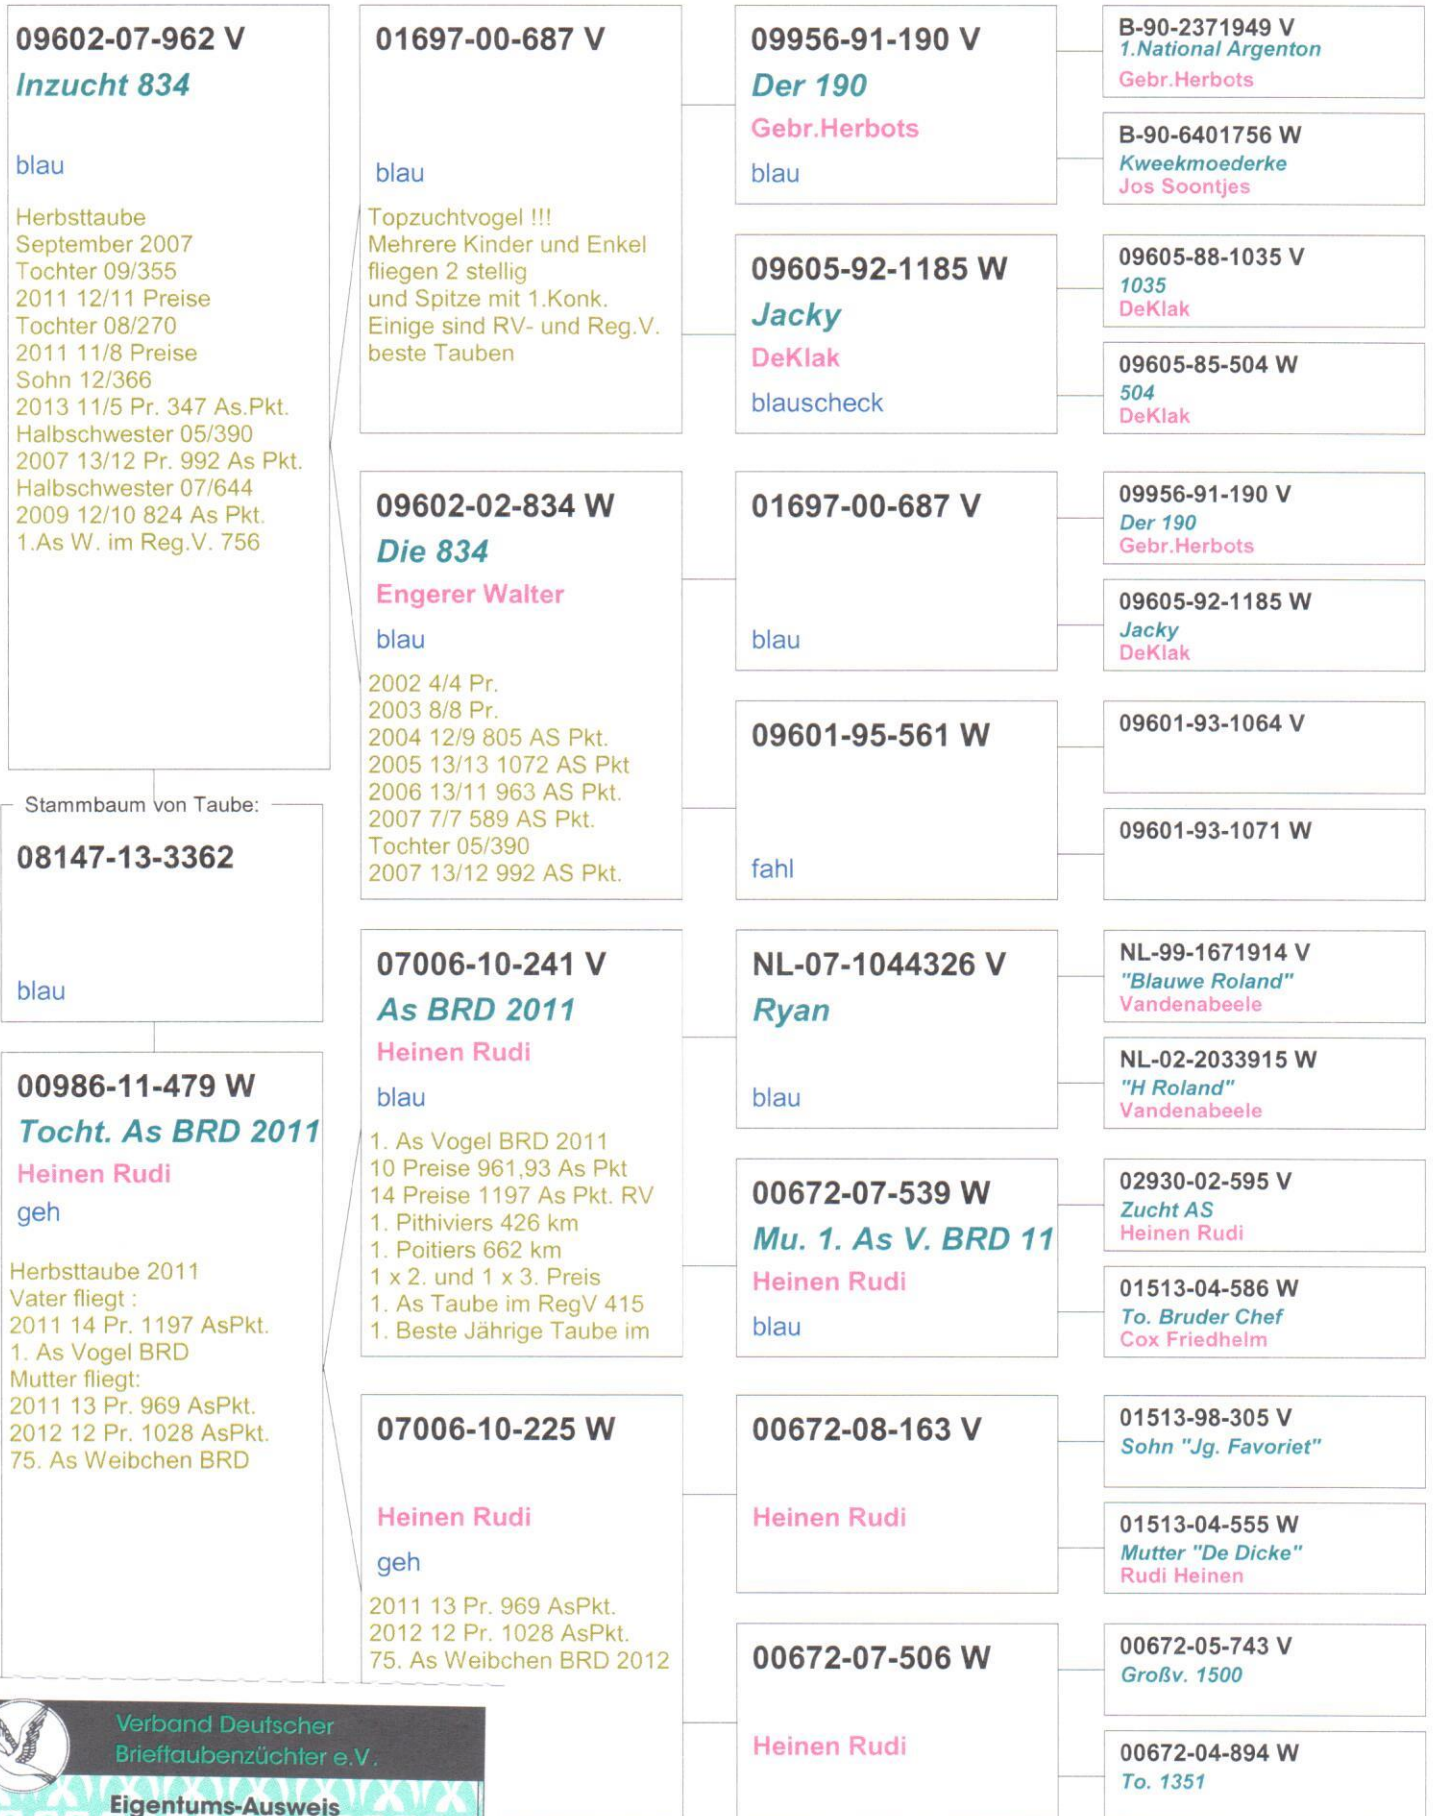 09602-07-962 V
Inzucht 834
blau
Herbsttaube
September 2007
Tochter 09/355
2011 12/11 Preise
Tochter 08/270
2011 11/8 Preise
Sohn 12/366
2013 11/5 Pr. 347 As.Pkt.
Halbschwester 05/390
2007 13/12 Pr. 992 As Pkt.
Halbschwester 07/644
2009 12/10 824 As Pkt.
1.As W. im Reg.V. 756
Stammbaum von Taube:
08147-13-3362
blau
00986-11-479 W
Tocht. As BRD 2011
Heinen Rudi
geh
Herbsttaube 2011
Vater fliegt :
2011 14 Pr. 1197 AsPkt.
1. As Vogel BRD
Mutter fliegt:
2011 13 Pr. 969 AsPkt.
2012 12 Pr. 1028 AsPkt.
75. As Weibchen BRD
01697-00-687 V
blau
Topzuchtvogel !!!
Mehrere Kinder und Enkel
fliegen 2 stellig
und Spitze mit 1.Konk.
Einige sind RV- und Reg.V.
beste Tauben
09602-02-834 W
Die 834
Engerer Walter
blau
2002 4/4 Pr.
2003 8/8 Pr.
2004 12/9 805 AS Pkt.
2005 13/13 1072 AS Pkt
2006 13/11 963 AS Pkt.
2007 7/7 589 AS Pkt.
Tochter 05/390
2007 13/12 992 AS Pkt.
07006-10-241 V
As BRD 2011
Heinen Rudi
blau
1. As Vogel BRD 2011
10 Preise 961,93 As Pkt
14 Preise 1197 As Pkt. RV
1. Pithiviers 426 km
1. Poitiers 662 km
1 x 2. und 1 x 3. Preis
1. As Taube im RegV 415
1. Beste Jährige Taube im
07006-10-225 W
Heinen Rudi
geh
2011 13 Pr. 969 AsPkt.
2012 12 Pr. 1028 AsPkt.
75. As Weibchen BRD 2012
09956-91-190 V
Der 190
Gebr.Herbots
blau
09605-92-1185 W
Jacky
DeKlak
blauscheck
01697-00-687 V
blau
09601-95-561 W
fahl
NL-07-1044326 V
Ryan
blau
00672-07-539 W
Mu. 1. As V. BRD 11
Heinen Rudi
blau
00672-08-163 V
Heinen Rudi
00672-07-506 W
Heinen Rudi
B-90-2371949 V
1.National Argenton
Gebr.Herbots
B-90-6401756 W
Kweekmoederke
Jos Soontjes
09605-88-1035 V
1035
DeKlak
09605-85-504 W
504
DeKlak
09956-91-190 V
Der 190
Gebr.Herbots
09605-92-1185 W
Jacky
DeKlak
09601-93-1064 V
09601-93-1071 W
NL-99-1671914 V
"Blauwe Roland"
Vandenabeele
NL-02-2033915 W
"H Roland"
Vandenabeele
02930-02-595 V
Zucht AS
Heinen Rudi
01513-04-586 W
To. Bruder Chef
Cox Friedhelm
01513-98-305 V
Sohn "Jg. Favoriet"
01513-04-555 W
Mutter "De Dicke"
Rudi Heinen
00672-05-743 V
Großv. 1500
00672-04-894 W
To. 1351
Verband Deutscher
Brieftaubenzüchter e.V.
Eigentums-Ausweis